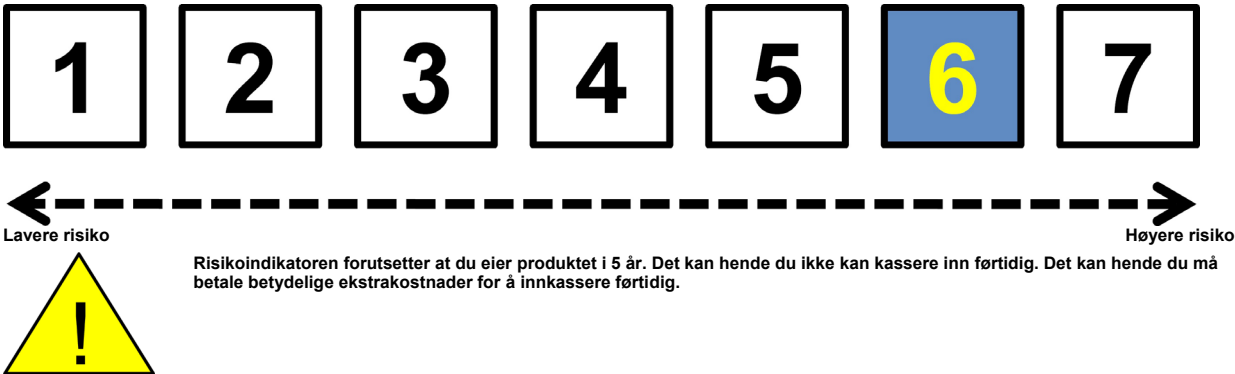 1 2 3 4 5 6 7
Lavere risiko Høyere risiko
Risikoindikatoren forutsetter at du eier produktet i 5 år. Det kan hende du ikke kan kassere inn førtidig. Det kan hende du må
betale betydelige ekstrakostnader for å innkassere førtidig.
!